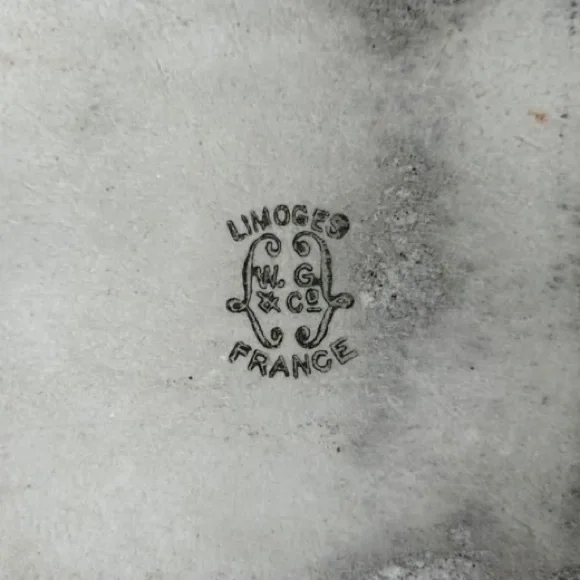 LIMOGES
W. G.
& Co
FRANCE